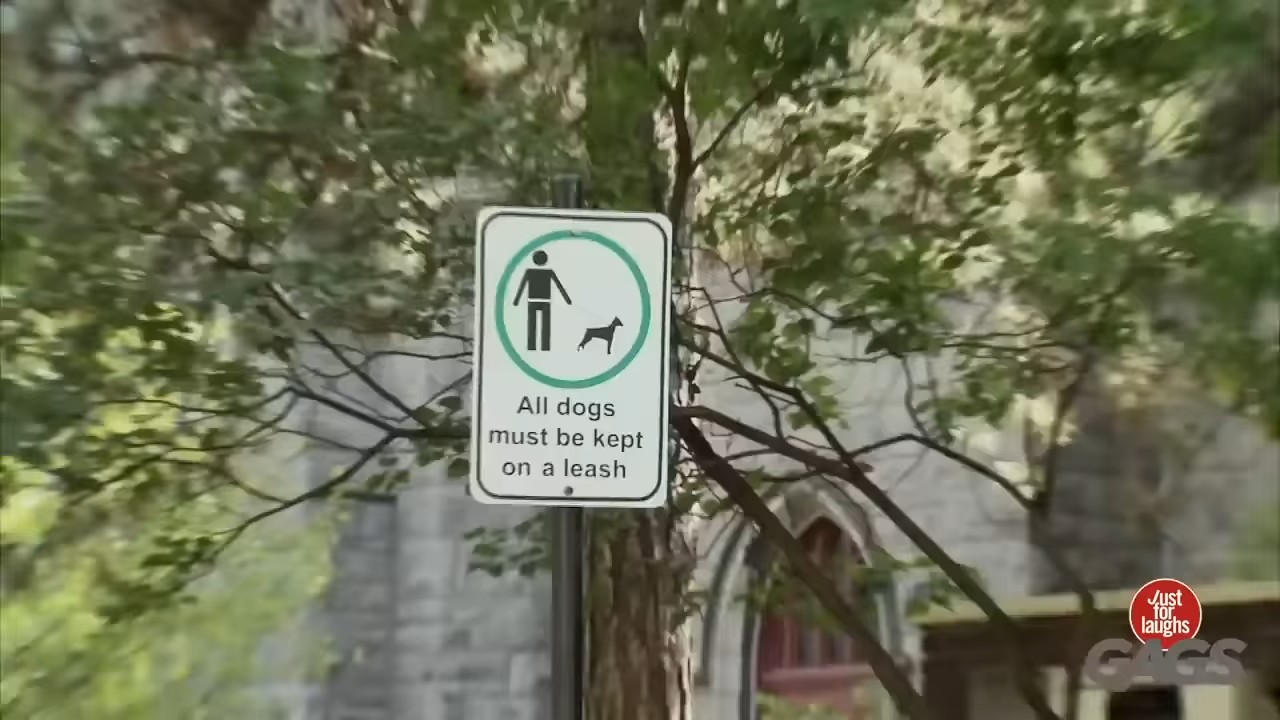 All dogs
must be kept
on a leash
Just
for
laughs
GAGS